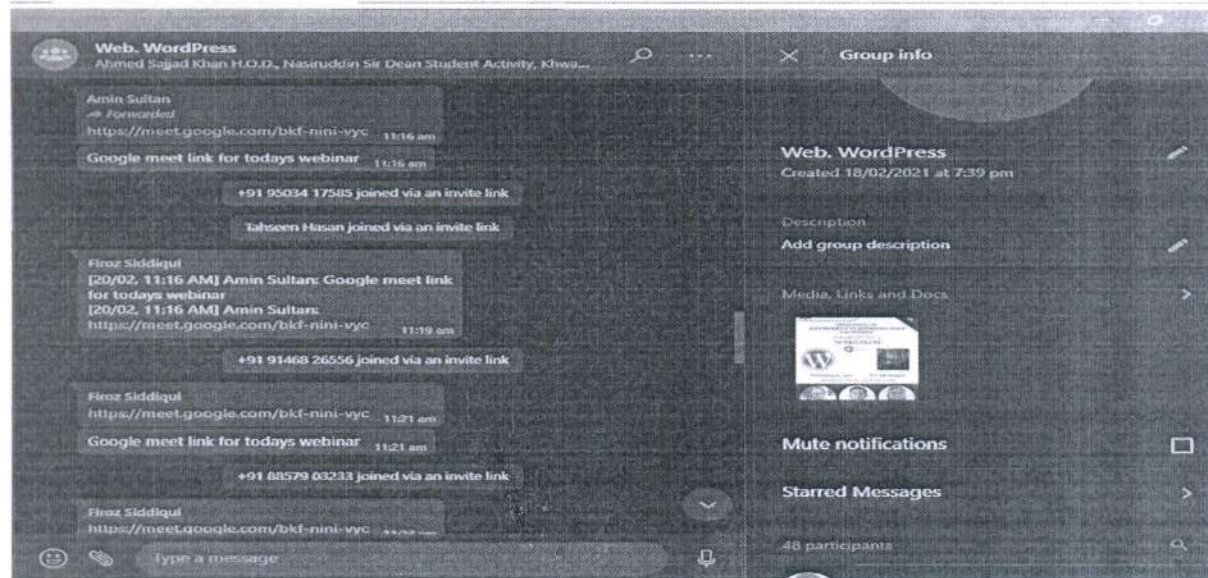 Web. WordPress
Ahmed Sajjad Khan H.O.D., Nasiruddin Sir Dean Student Activity, Khwa...
Amin Sultan
Forwarded
https://meet.google.com/bkf-nini-vyc 11:16 am
Google meet link for todays webinar 11:16 am
+91 95034 17585 joined via an invite link
Tahseen Hasan joined via an invite link
Firoz Siddiqui
[20/02, 11:16 AM] Amin Sultan: Google meet link
for todays webinar
[20/02, 11:16 AM] Amin Sultan:
https://meet.google.com/bkf-nini-vyc 11:19 am
+91 91468 26556 joined via an invite link
Firoz Siddiqui
https://meet.google.com/bkf-nini-vyc 11:21 am
Google meet link for todays webinar 11:21 am
+91 88579 03233 joined via an invite link
Firoz Siddiqui
https://meet.google.com/bkf-nini-vyc
Type a message
Group info
Web. WordPress
Created 18/02/2021 at 7:39 pm
Description
Add group description
Media, Links and Docs
Mute notifications
Starred Messages
48 participants